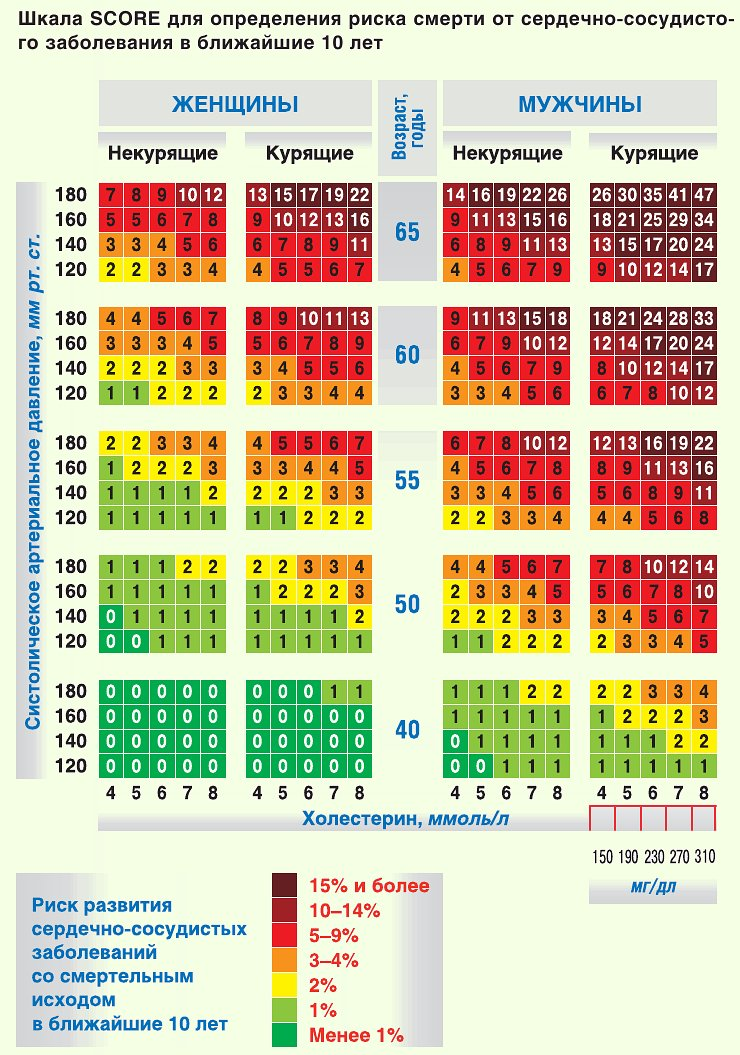 Шкала SCORE для определения риска смерти от сердечно-сосудисто-
го заболевания в ближайшие 10 лет
ЖЕНЩИНЫ Возраст, годы МУЖЧИНЫ
Некурящие Курящие Некурящие Курящие
Систолическое артериальное давление, мм рт. ст.
180 7 8 9 10 12 13 15 17 19 22 14 16 19 22 26 26 30 35 41 47
160 5 5 6 7 8 9 10 12 13 16 9 11 13 15 16 18 21 25 29 34
65
140 3 3 4 5 6 6 7 8 9 11 6 8 9 11 13 13 15 17 20 24
120 2 2 3 3 4 4 5 5 6 7 4 5 6 7 9 9 10 12 14 17
180 4 4 5 6 7 8 9 10 11 13 9 11 13 15 18 18 21 24 28 33
160 3 3 3 4 5 5 6 7 8 9 6 7 9 10 12 12 14 17 20 24
60
140 2 2 2 3 3 3 4 5 5 6 4 5 6 7 9 8 10 12 14 17
120 1 1 2 2 2 2 3 3 4 4 3 3 4 5 6 6 7 8 10 12
180 2 2 3 3 4 4 5 5 6 7 6 7 8 10 12 12 13 16 19 22
160 1 2 2 2 3 3 3 4 4 5 4 5 6 7 8 8 9 11 13 16
55
140 1 1 1 1 2 2 2 2 3 3 3 3 4 5 6 5 6 8 9 11
120 1 1 1 1 1 1 1 2 2 2 2 2 3 3 4 4 4 5 6 8
180 1 1 1 2 2 2 2 3 3 4 4 4 5 6 7 7 8 10 12 14
160 1 1 1 1 1 1 2 2 2 3 2 3 3 4 5 5 6 7 8 10
50
140 0 1 1 1 1 1 1 1 1 2 2 2 2 3 3 3 4 5 6 7
120 0 0 1 1 1 1 1 1 1 1 1 1 2 2 2 2 3 3 4 5
180 0 0 0 0 0 0 0 0 1 1 1 1 1 2 2 2 2 3 3 4
160 0 0 0 0 0 0 0 0 0 0 1 1 1 1 1 1 2 2 2 3
40
140 0 0 0 0 0 0 0 0 0 0 0 1 1 1 1 1 1 1 2 2
120 0 0 0 0 0 0 0 0 0 0 0 0 1 1 1 1 1 1 1 1
4 5 6 7 8 4 5 6 7 8 4 5 6 7 8 4 5 6 7 8
Холестерин, ммоль/л
150 190 230 270 310
мг/дл
Риск развития
сердечно-сосудистых
заболеваний
со смертельным
исходом
в ближайшие 10 лет
15% и более
10–14%
5–9%
3–4%
2%
1%
Менее 1%